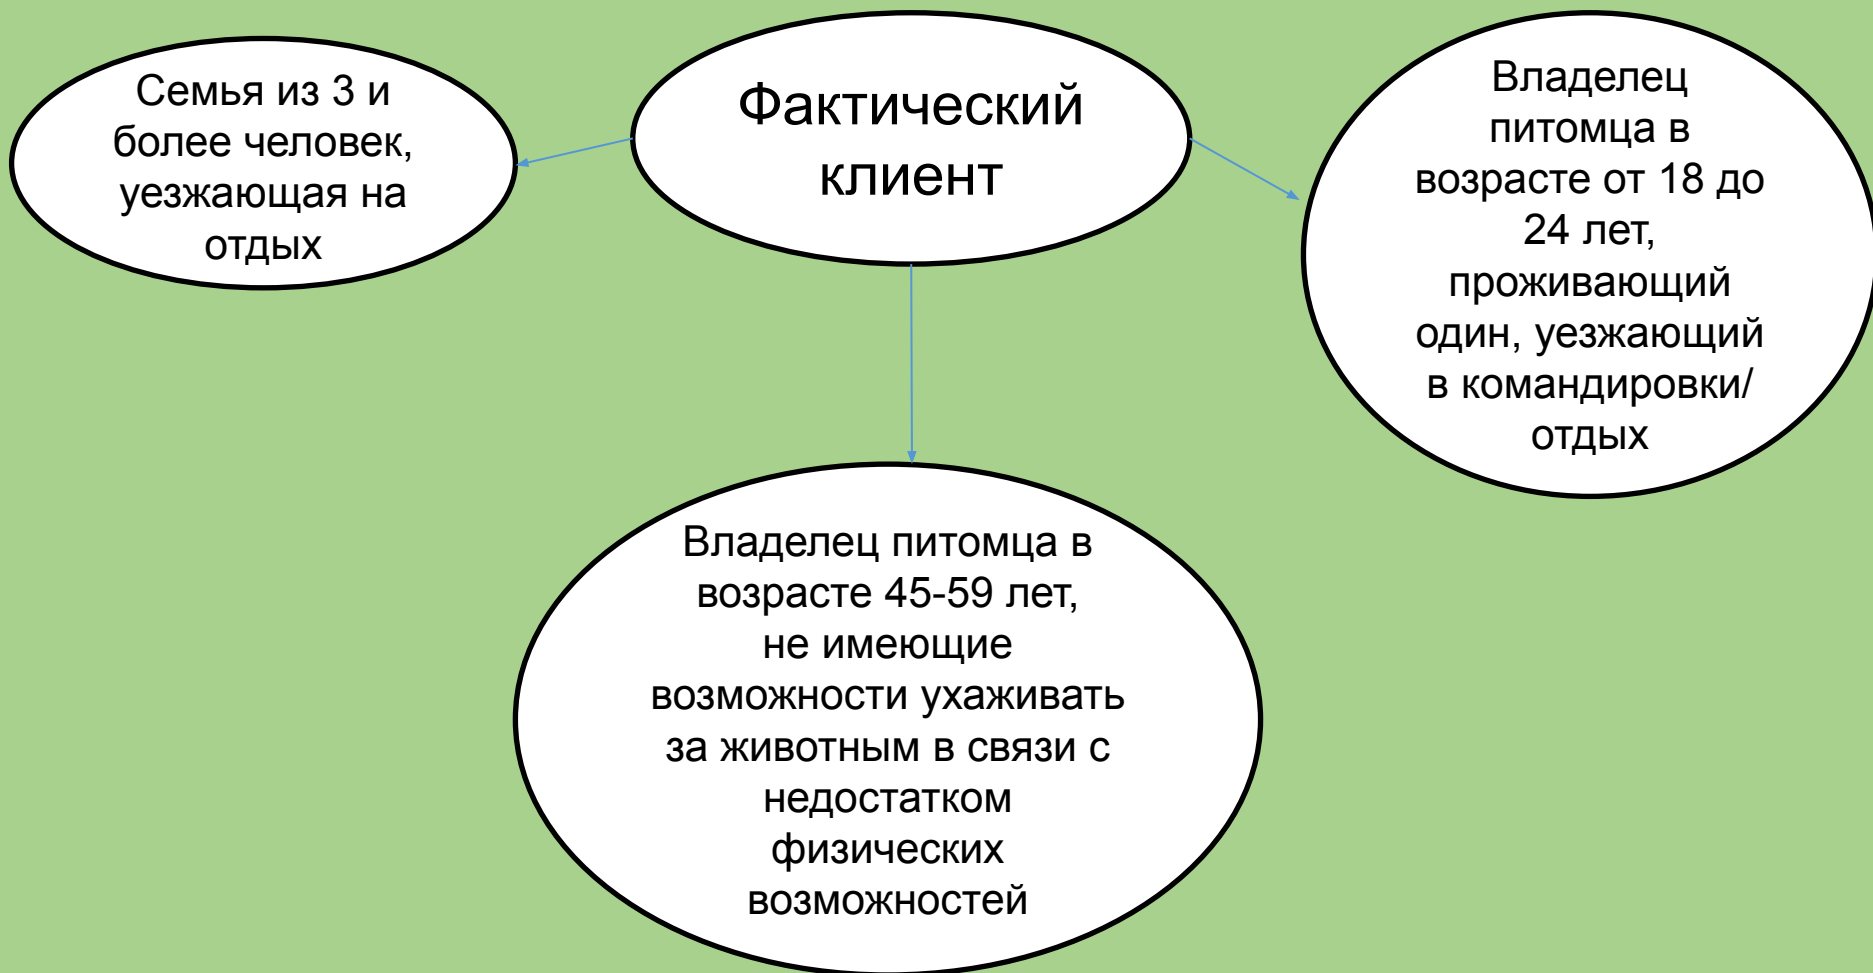 Семья из 3 и
более человек,
уезжающая на
отдых
Фактический
клиент
Владелец
питомца в
возрасте от 18 до
24 лет,
проживающий
один, уезжающий
в командировки/
отдых
Владелец питомца в
возрасте 45-59 лет,
не имеющие
возможности ухаживать
за животным в связи с
недостатком
физических
возможностей